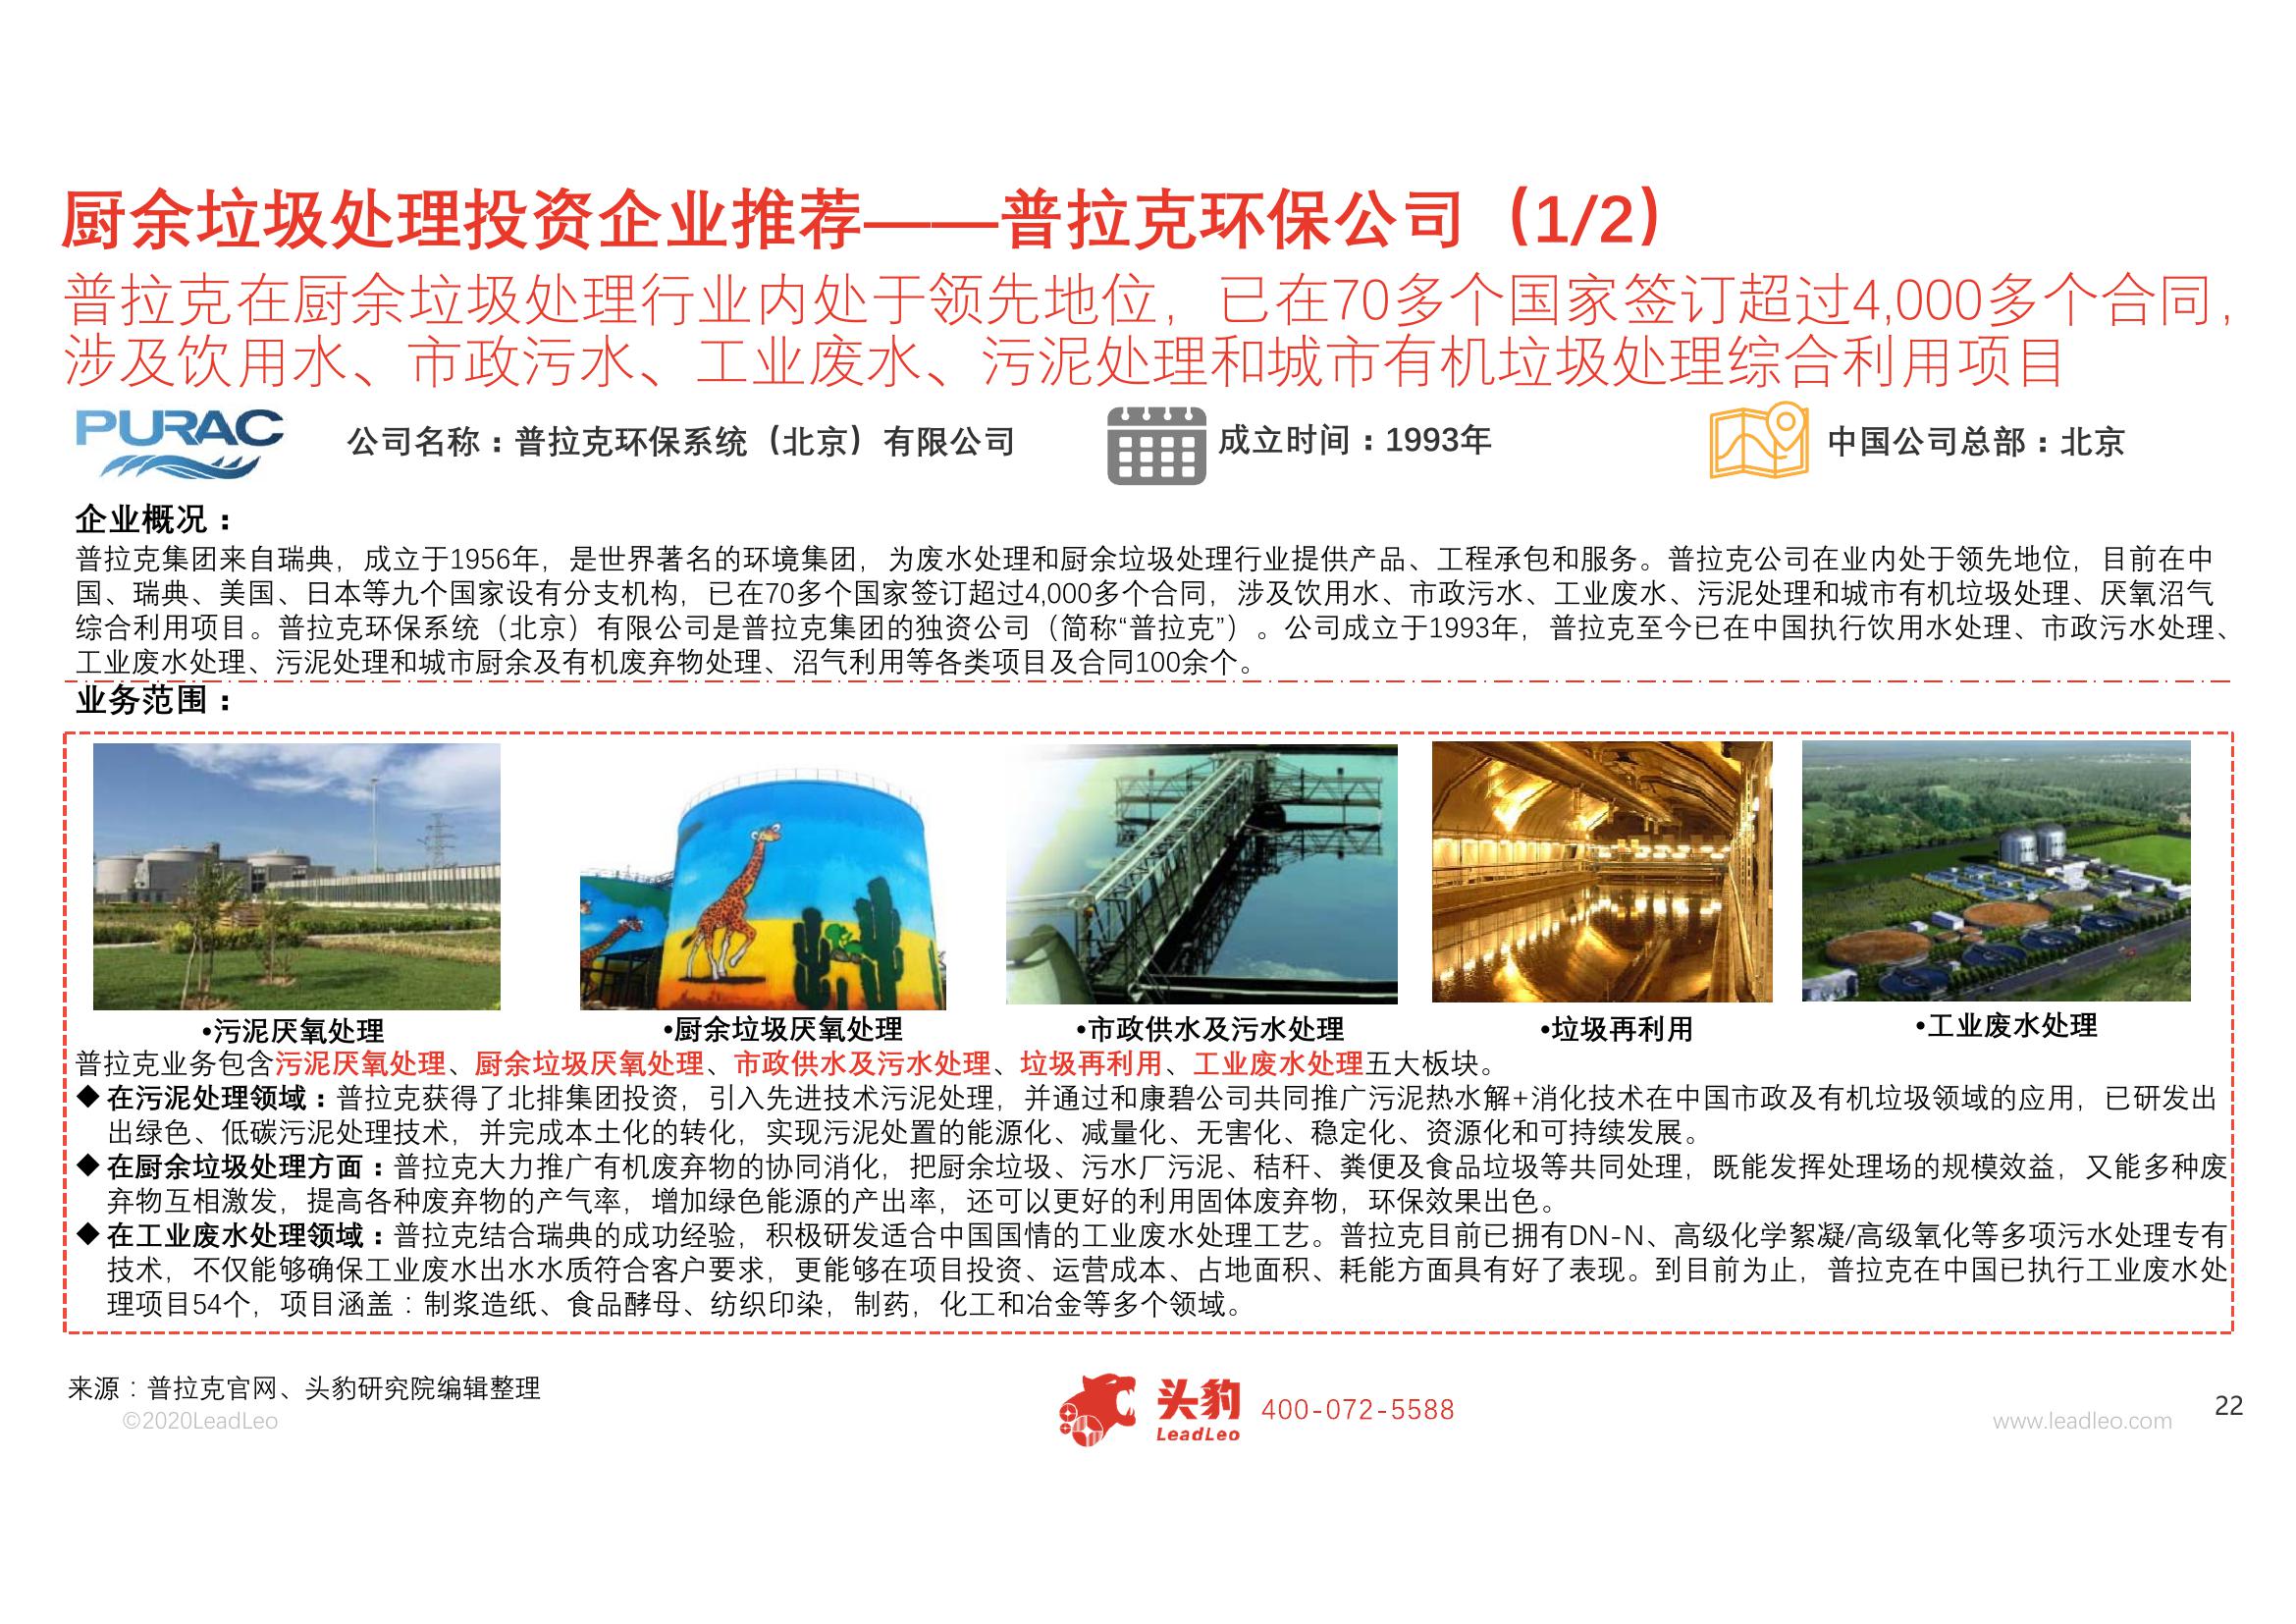 厨余垃圾处理投资企业推荐——普拉克环保公司（1/2）
普拉克在厨余垃圾处理行业内处于领先地位，已在70多个国家签订超过4,000多个合同，
涉及饮用水、市政污水、工业废水、污泥处理和城市有机垃圾处理综合利用项目
PURAC
公司名称：普拉克环保系统（北京）有限公司
成立时间：1993年
中国公司总部：北京
企业概况：
普拉克集团来自瑞典，成立于1956年，是世界著名的环境集团，为废水处理和厨余垃圾处理行业提供产品、工程承包和服务。普拉克公司在业内处于领先地位，目前在中
国、瑞典、美国、日本等九个国家设有分支机构，已在70多个国家签订超过4,000多个合同，涉及饮用水、市政污水、工业废水、污泥处理和城市有机垃圾处理、厌氧沼气
综合利用项目。普拉克环保系统（北京）有限公司是普拉克集团的独资公司（简称“普拉克”）。公司成立于1993年，普拉克至今已在中国执行饮用水处理、市政污水处理、
工业废水处理、污泥处理和城市厨余及有机废弃物处理、沼气利用等各类项目及合同100余个。
业务范围：
•污泥厌氧处理
•厨余垃圾厌氧处理
•市政供水及污水处理
•垃圾再利用
•工业废水处理
普拉克业务包含污泥厌氧处理、厨余垃圾厌氧处理、市政供水及污水处理、垃圾再利用、工业废水处理五大板块。
◆ 在污泥处理领域：普拉克获得了北排集团投资，引入先进技术污泥处理，并通过和康碧公司共同推广污泥热水解+消化技术在中国市政及有机垃圾领域的应用，已研发出
出绿色、低碳污泥处理技术，并完成本土化的转化，实现污泥处置的能源化、减量化、无害化、稳定化、资源化和可持续发展。
◆ 在厨余垃圾处理方面：普拉克大力推广有机废弃物的协同消化，把厨余垃圾、污水厂污泥、秸秆、粪便及食品垃圾等共同处理，既能发挥处理场的规模效益，又能多种废
弃物互相激发，提高各种废弃物的产气率，增加绿色能源的产出率，还可以更好的利用固体废弃物，环保效果出色。
◆ 在工业废水处理领域：普拉克结合瑞典的成功经验，积极研发适合中国国情的工业废水处理工艺。普拉克目前已拥有DN-N、高级化学絮凝/高级氧化等多项污水处理专有
技术，不仅能够确保工业废水出水水质符合客户要求，更能够在项目投资、运营成本、占地面积、耗能方面具有好了表现。到目前为止，普拉克在中国已执行工业废水处
理项目54个，项目涵盖：制浆造纸、食品酵母、纺织印染，制药，化工和冶金等多个领域。
来源：普拉克官网、头豹研究院编辑整理
©2020LeadLeo
头豹
LeadLeo
400-072-5588
www.leadleo.com
22